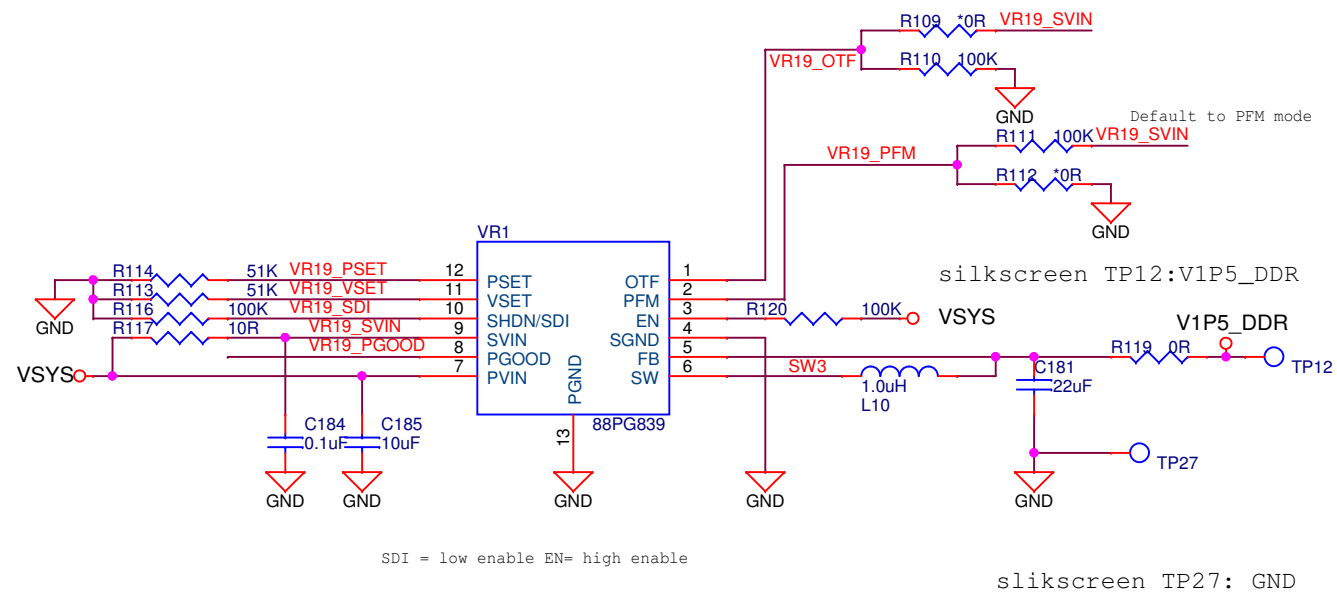 R109 *0R VR19_SVIN
VR19_OTF
R110 100K
GND
Default to PFM mode
R111 100K VR19_SVIN
VR19_PFM
R112 *0R
GND
VR1
R114 51K VR19_PSET 12 PSET
R113 51K VR19_VSET 11 VSET
R116 100K VR19_SDI 10 SHDN/SDI
R117 10R VR19_SVIN 9 SVIN
VR19_PGOOD 8 PGOOD
VSYS 7 PVIN
GND
OTF 1
PFM 2
EN 3 R120 100K VSYS
SGND 4
FB 5
SW 6 SW3
PGND
13
88PG839
1.0uH
L10
silkscreen TP12:V1P5_DDR
V1P5_DDR
R119 0R
TP12
C181
22uF
TP27
C184
0.1uF
C185
10uF
GND
GND
GND
GND
GND
SDI = low enable EN= high enable
slikscreen TP27: GND